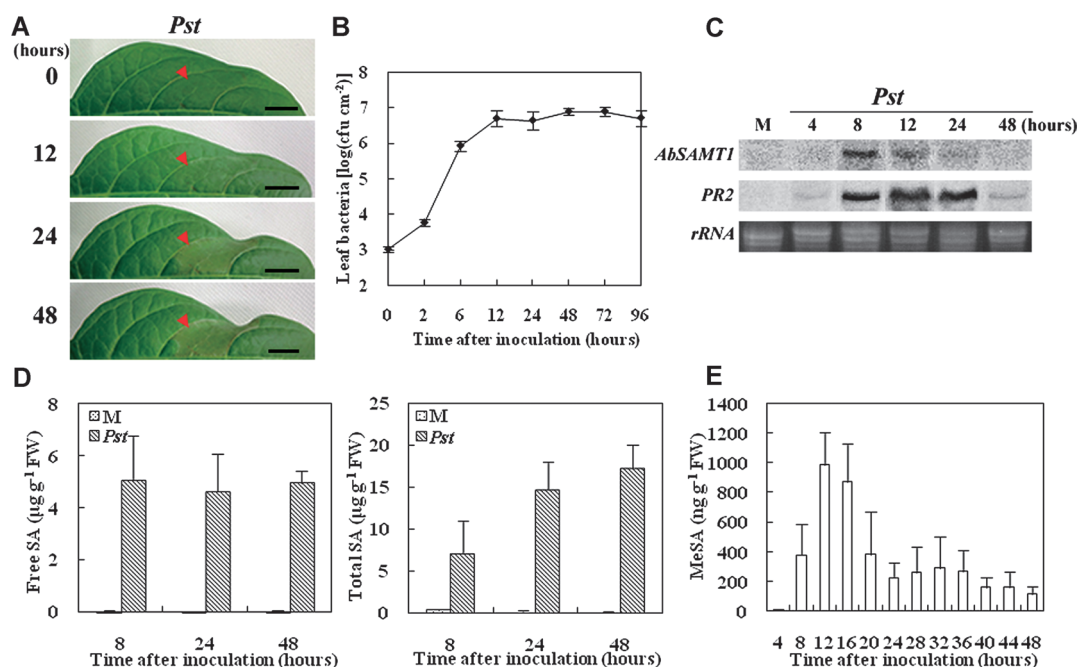 A
Pst
(hours)
0
12
24
48
B
Leaf bacteria [log(cfu cm-2)]
8
7
6
5
4
3
2
0 2 6 12 24 48 72 96
Time after inoculation (hours)
C
Pst
M 4 8 12 24 48 (hours)
AbSAMT1
PR2
rRNA
D
Free SA (µg g-1 FW)
8
6
4
2
0
M
Pst
8 24 48
Time after inoculation (hours)
Total SA (µg g-1 FW)
25
20
15
10
5
0
M
Pst
8 24 48
Time after inoculation (hours)
E
MeSA (ng g-1 FW)
1400
1200
1000
800
600
400
200
0
4 8 12 16 20 24 28 32 36 40 44 48
Time after inoculation (hours)